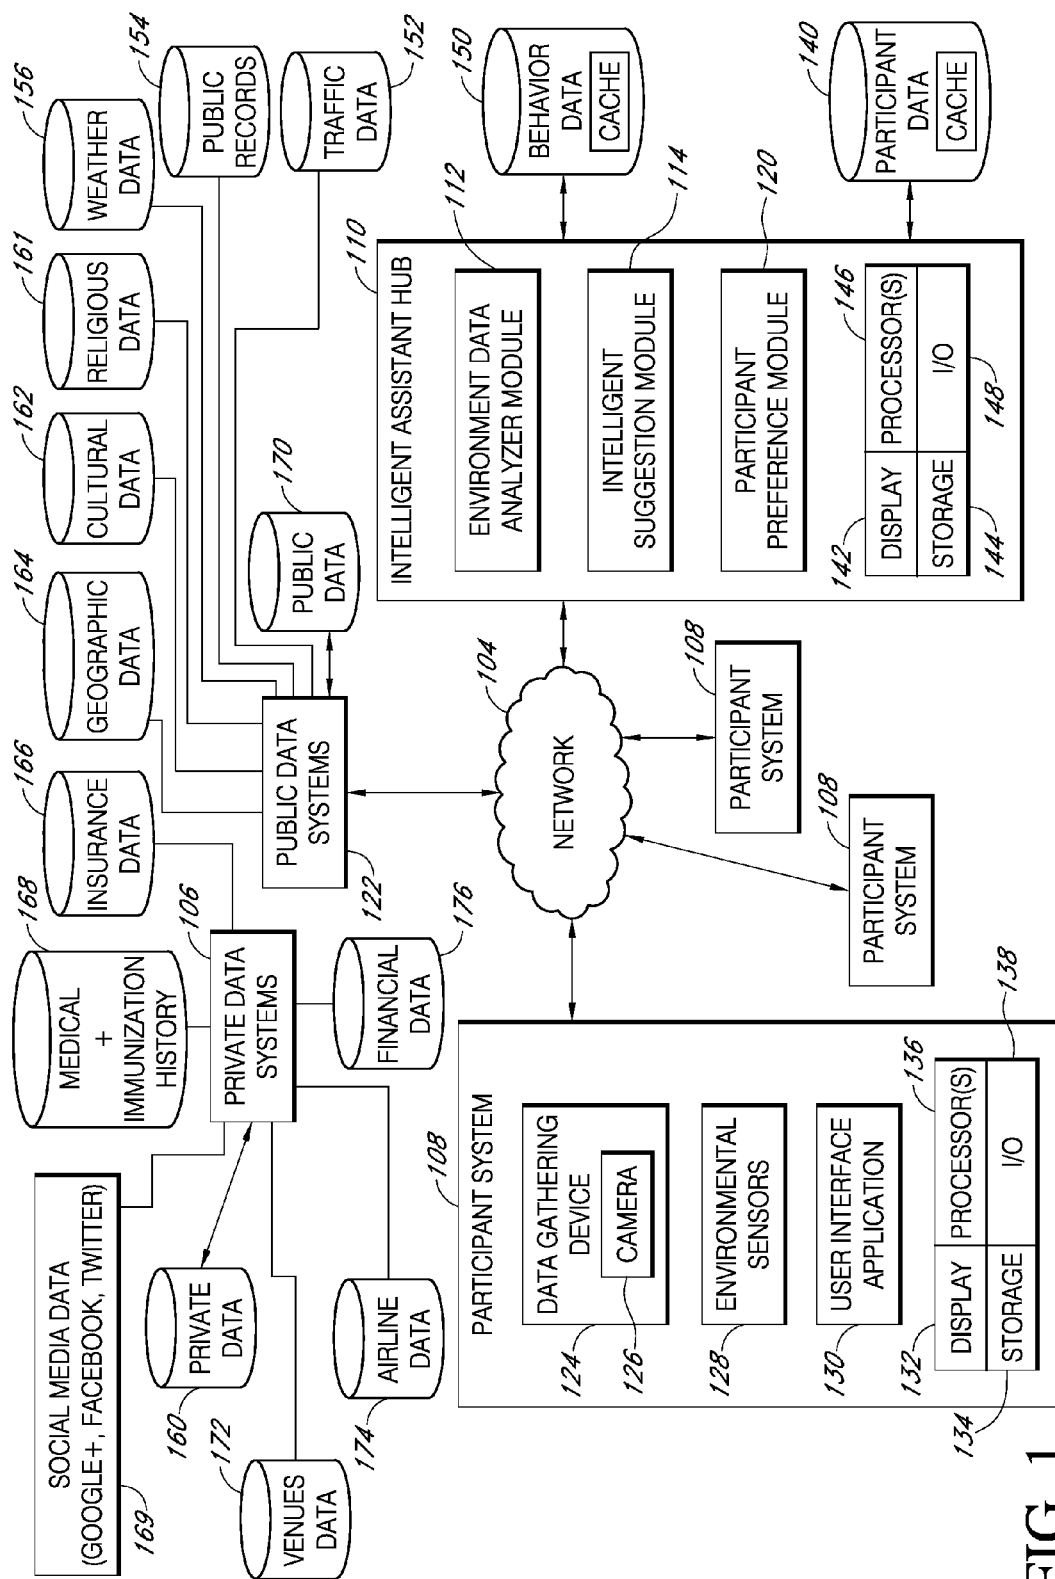 SOCIAL MEDIA DATA
(GOOGLE+, FACEBOOK, TWITTER)
169
MEDICAL
+
IMMUNIZATION
HISTORY
168
INSURANCE
DATA
166
GEOGRAPHIC
DATA
164
CULTURAL
DATA
162
RELIGIOUS
DATA
161
WEATHER
DATA
156
PUBLIC
RECORDS
154
TRAFFIC
DATA
152
PRIVATE
DATA
160
VENUES
DATA
172
AIRLINE
DATA
174
PRIVATE DATA
SYSTEMS
106
FINANCIAL
DATA
176
PUBLIC DATA
SYSTEMS
122
PUBLIC
DATA
170
PARTICIPANT SYSTEM
108
DATA GATHERING
DEVICE
CAMERA
124
126
ENVIRONMENTAL
SENSORS
128
USER INTERFACE
APPLICATION
130
132
DISPLAY
PROCESSOR(S)
136
STORAGE
I/O
134
138
NETWORK
104
PARTICIPANT
SYSTEM
108
PARTICIPANT
SYSTEM
108
INTELLIGENT ASSISTANT HUB
110
ENVIRONMENT DATA
ANALYZER MODULE
112
INTELLIGENT
SUGGESTION MODULE
114
PARTICIPANT
PREFERENCE MODULE
120
142
DISPLAY
PROCESSOR(S)
146
STORAGE
I/O
144
148
BEHAVIOR
DATA
CACHE
150
PARTICIPANT
DATA
CACHE
140
FIG. 1